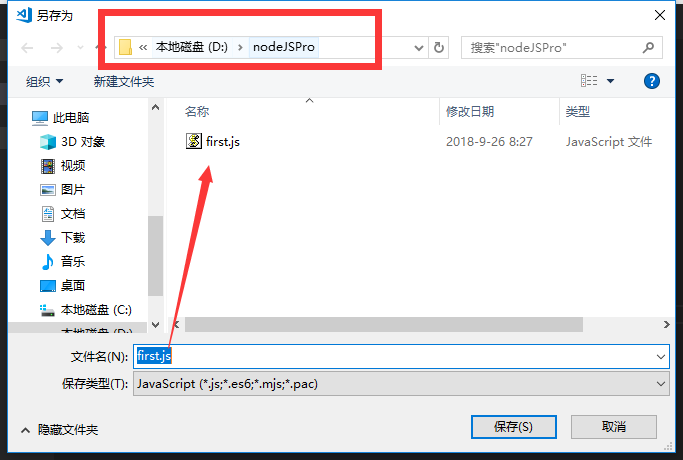 另存为
« 本地磁盘 (D:) › nodeJSPro
搜索"nodeJSPro"
组织 新建文件夹
名称 修改日期 类型
first.js 2018-9-26 8:27 JavaScript 文件
此电脑
3D 对象
视频
图片
文档
下载
音乐
桌面
本地磁盘 (C:)
本地磁盘 (D:)
文件名(N): first.js
保存类型(T): JavaScript (*.js;*.es6;*.mjs;*.pac)
隐藏文件夹
保存(S) 取消